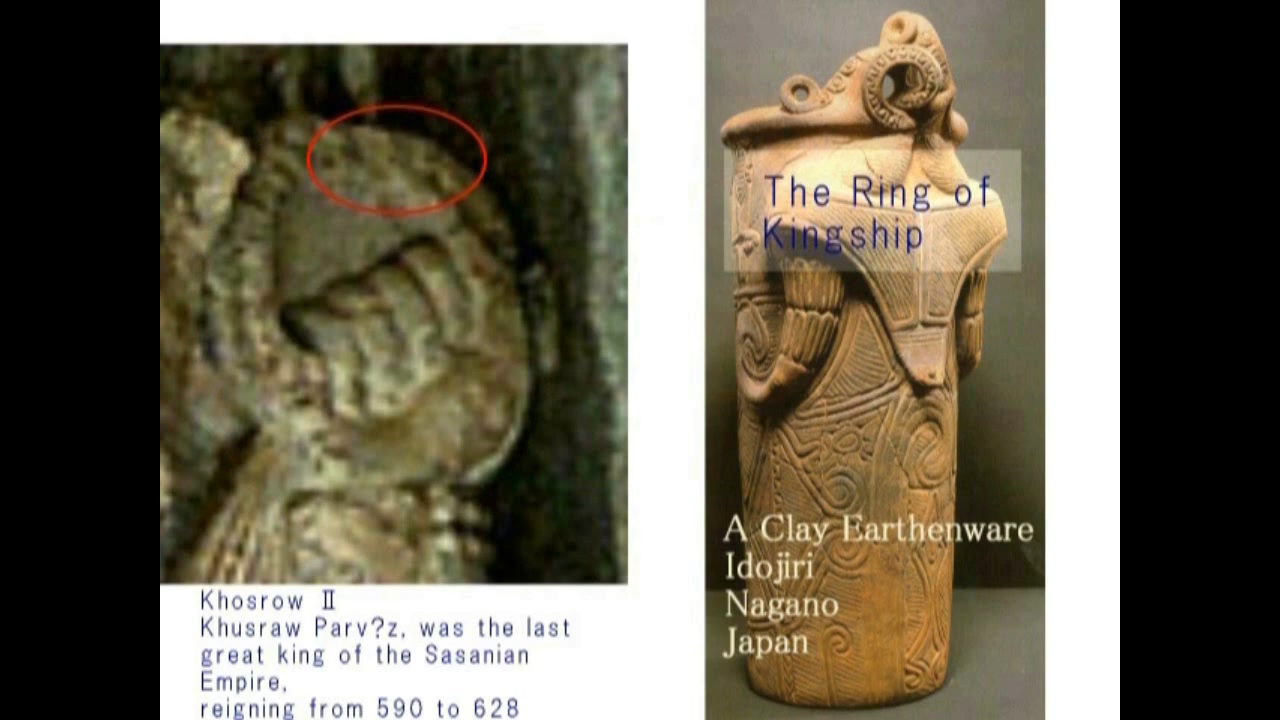 Khosrow Ⅱ
Khusraw Parv?z, was the last
great king of the Sasanian
Empire,
reigning from 590 to 628
The Ring of
Kingship
A Clay Earthenware
Idojiri
Nagano
Japan